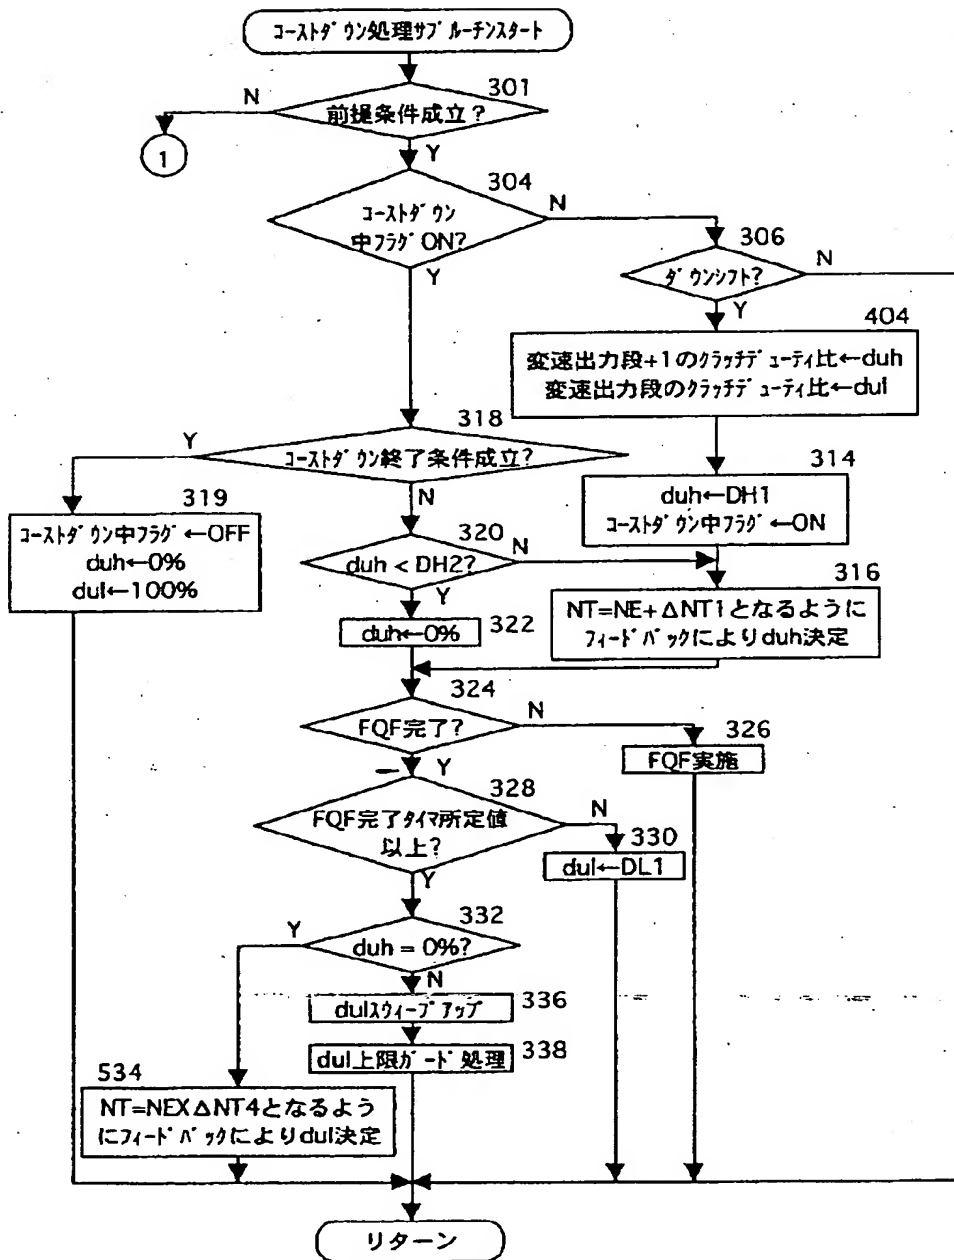 コーストダウン処理サブルーチンスタート
301
N
前提条件成立?
1
Y
304
N
コーストダウン
中フラグON?
306
N
ダウンシフト?
Y
Y
404
変速出力段+1のクラッチデューティ比←duh
変速出力段のクラッチデューティ比←dul
318
Y
コーストダウン終了条件成立?
314
N
duh←DH1
コーストダウン中フラグ←ON
319
コーストダウン中フラグ←OFF
duh←0%
dul←100%
320
N
duh < DH2?
316
Y
NT=NE+ΔNT1となるように
フィードバックによりduh決定
duh←0%
322
324
N
FQF完了?
326
FQF実施
Y
328
N
FQF完了タイマ所定値
以上?
330
dul←DL1
Y
332
Y
duh = 0%?
N
dulスウィープアップ
336
dul上限ガード処理
338
534
NT=NEXΔNT4となるよう
にフィードバックによりdul決定
リターン